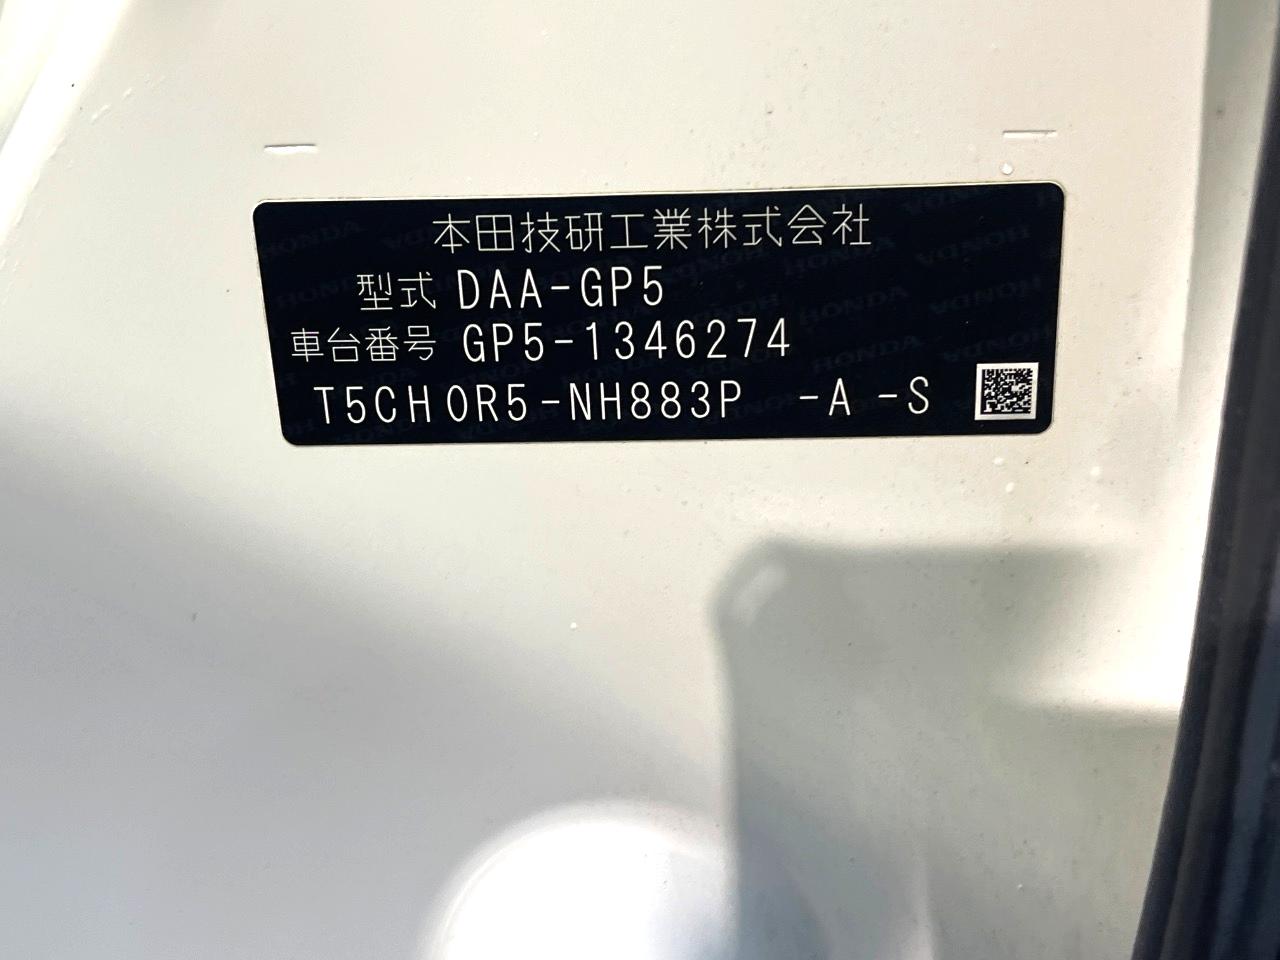 本田技研工業株式会社
型式 DAA-GP5
車台番号 GP5-1346274
T5CH0R5-NH883P -A -S